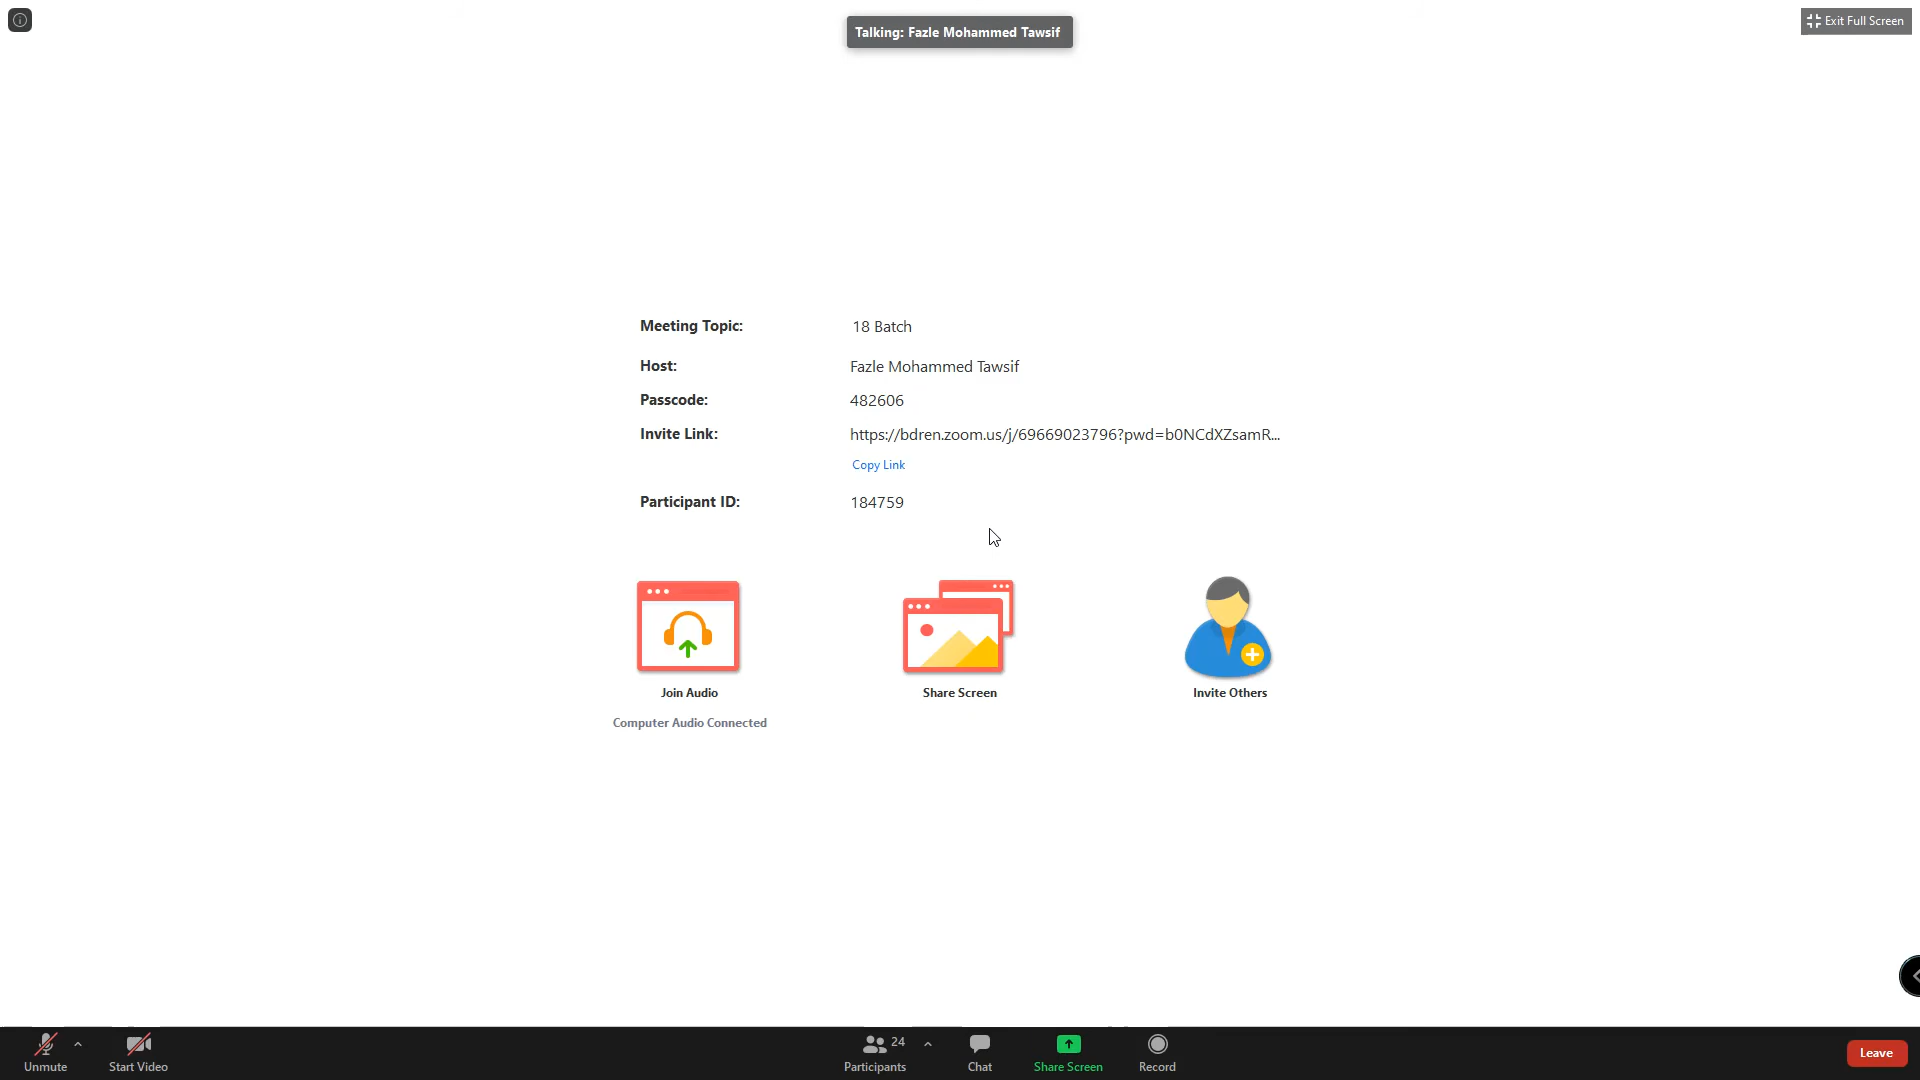 Talking: Fazle Mohammed Tawsif
Exit Full Screen
Meeting Topic: 18 Batch
Host: Fazle Mohammed Tawsif
Passcode: 482606
Invite Link: https://bdren.zoom.us/j/69669023796?pwd=b0NCdXZsamR...
Copy Link
Participant ID: 184759
Join Audio Share Screen Invite Others
Computer Audio Connected
Unmute Start Video Participants 24 Chat Share Screen Record Leave